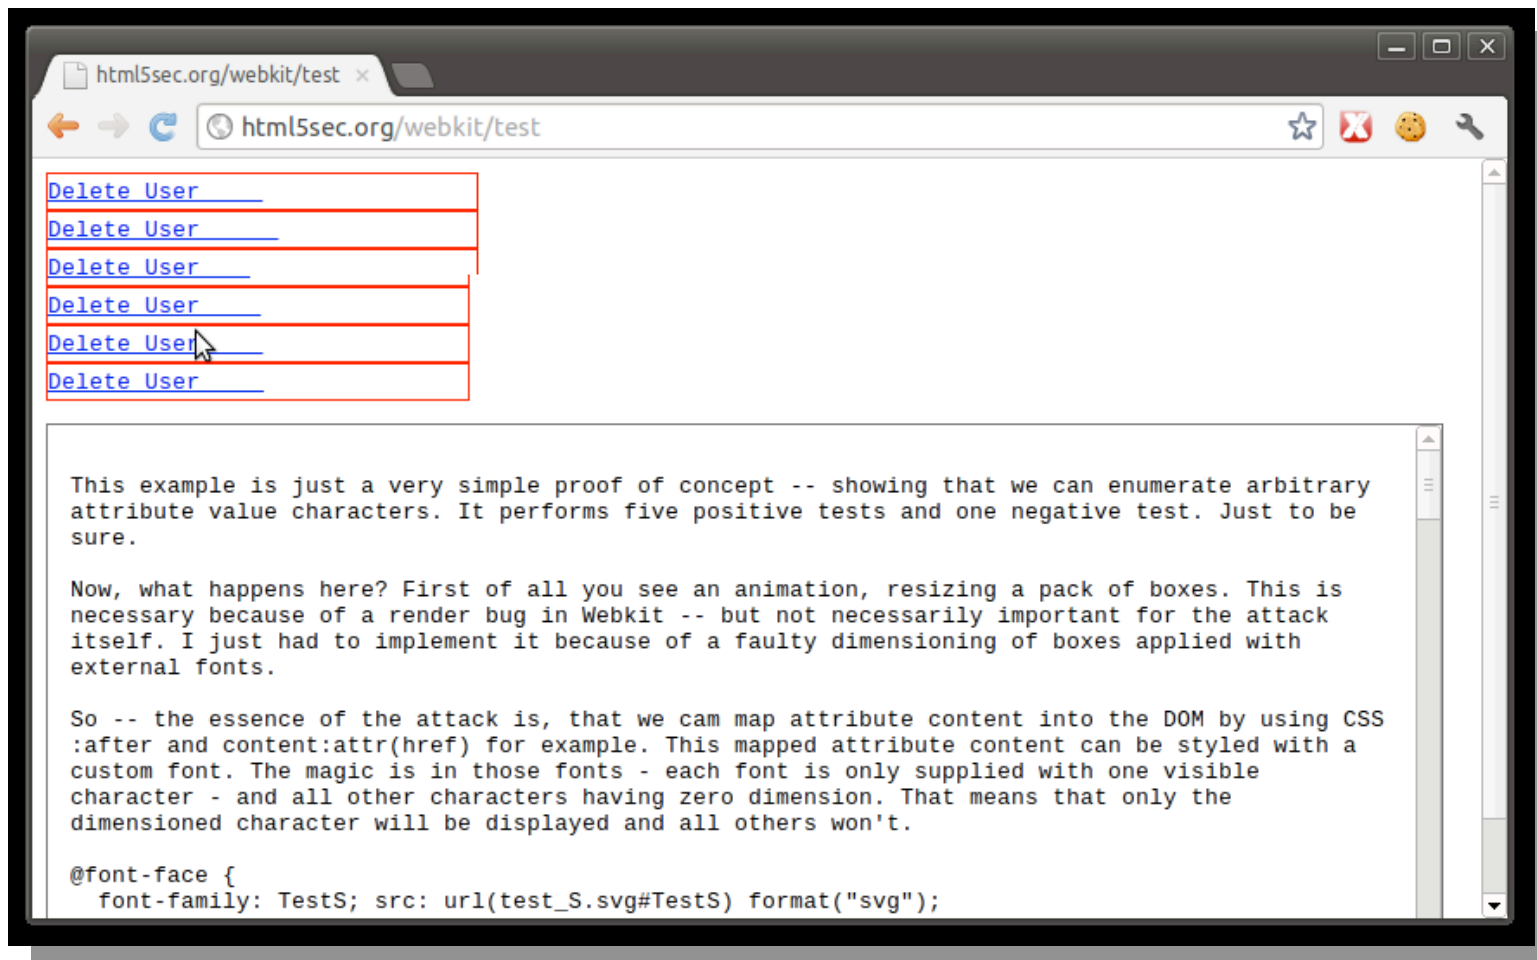 html5sec.org/webkit/test
html5sec.org/webkit/test
Delete User
Delete User
Delete User
Delete User
Delete User
Delete User
This example is just a very simple proof of concept -- showing that we can enumerate arbitrary
attribute value characters. It performs five positive tests and one negative test. Just to be
sure.
Now, what happens here? First of all you see an animation, resizing a pack of boxes. This is
necessary because of a render bug in Webkit -- but not necessarily important for the attack
itself. I just had to implement it because of a faulty dimensioning of boxes applied with
external fonts.
So -- the essence of the attack is, that we cam map attribute content into the DOM by using CSS
:after and content:attr(href) for example. This mapped attribute content can be styled with a
custom font. The magic is in those fonts - each font is only supplied with one visible
character - and all other characters having zero dimension. That means that only the
dimensioned character will be displayed and all others won't.
@font-face {
font-family: TestS; src: url(test_S.svg#TestS) format("svg");